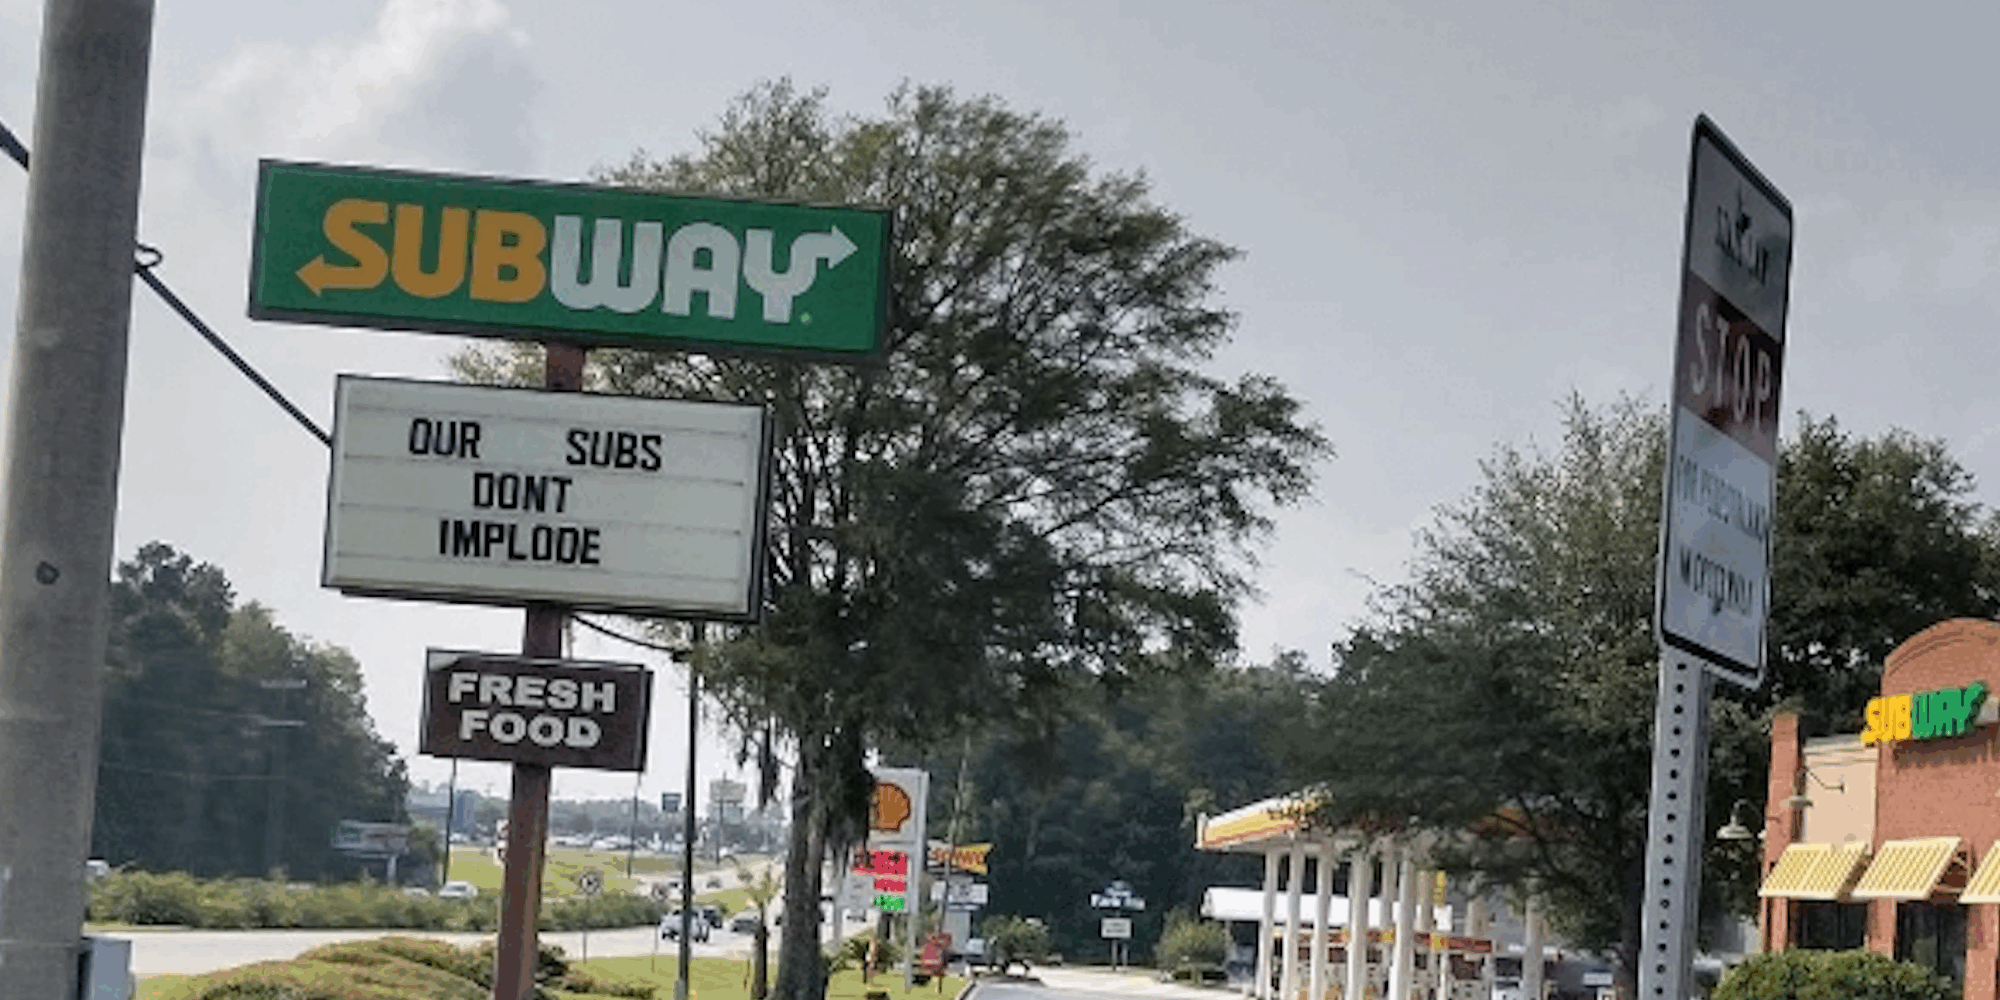 SUBWAY
OUR SUBS
DONT
IMPLODE
FRESH
FOOD
STOP
SUBWAY